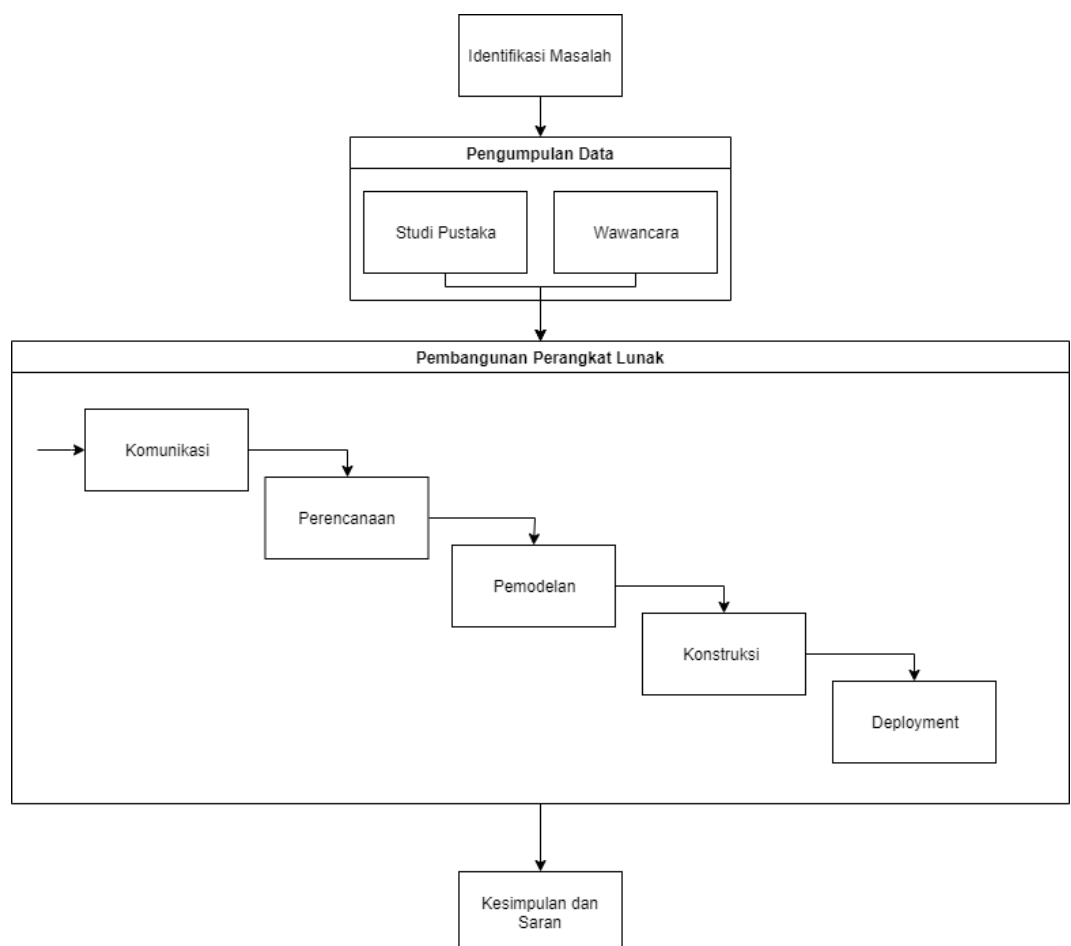 Identifikasi Masalah
Pengumpulan Data
Studi Pustaka
Wawancara
Pembangunan Perangkat Lunak
Komunikasi
Perencanaan
Pemodelan
Konstruksi
Deployment
Kesimpulan dan
Saran